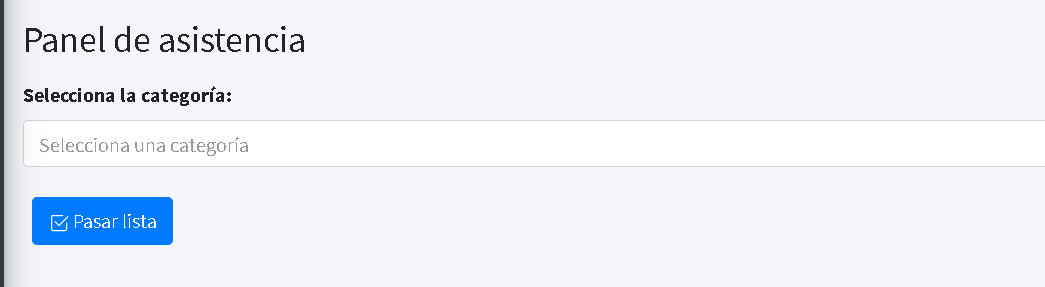 Panel de asistencia
Selecciona la categoría:
Selecciona una categoría
Pasar lista